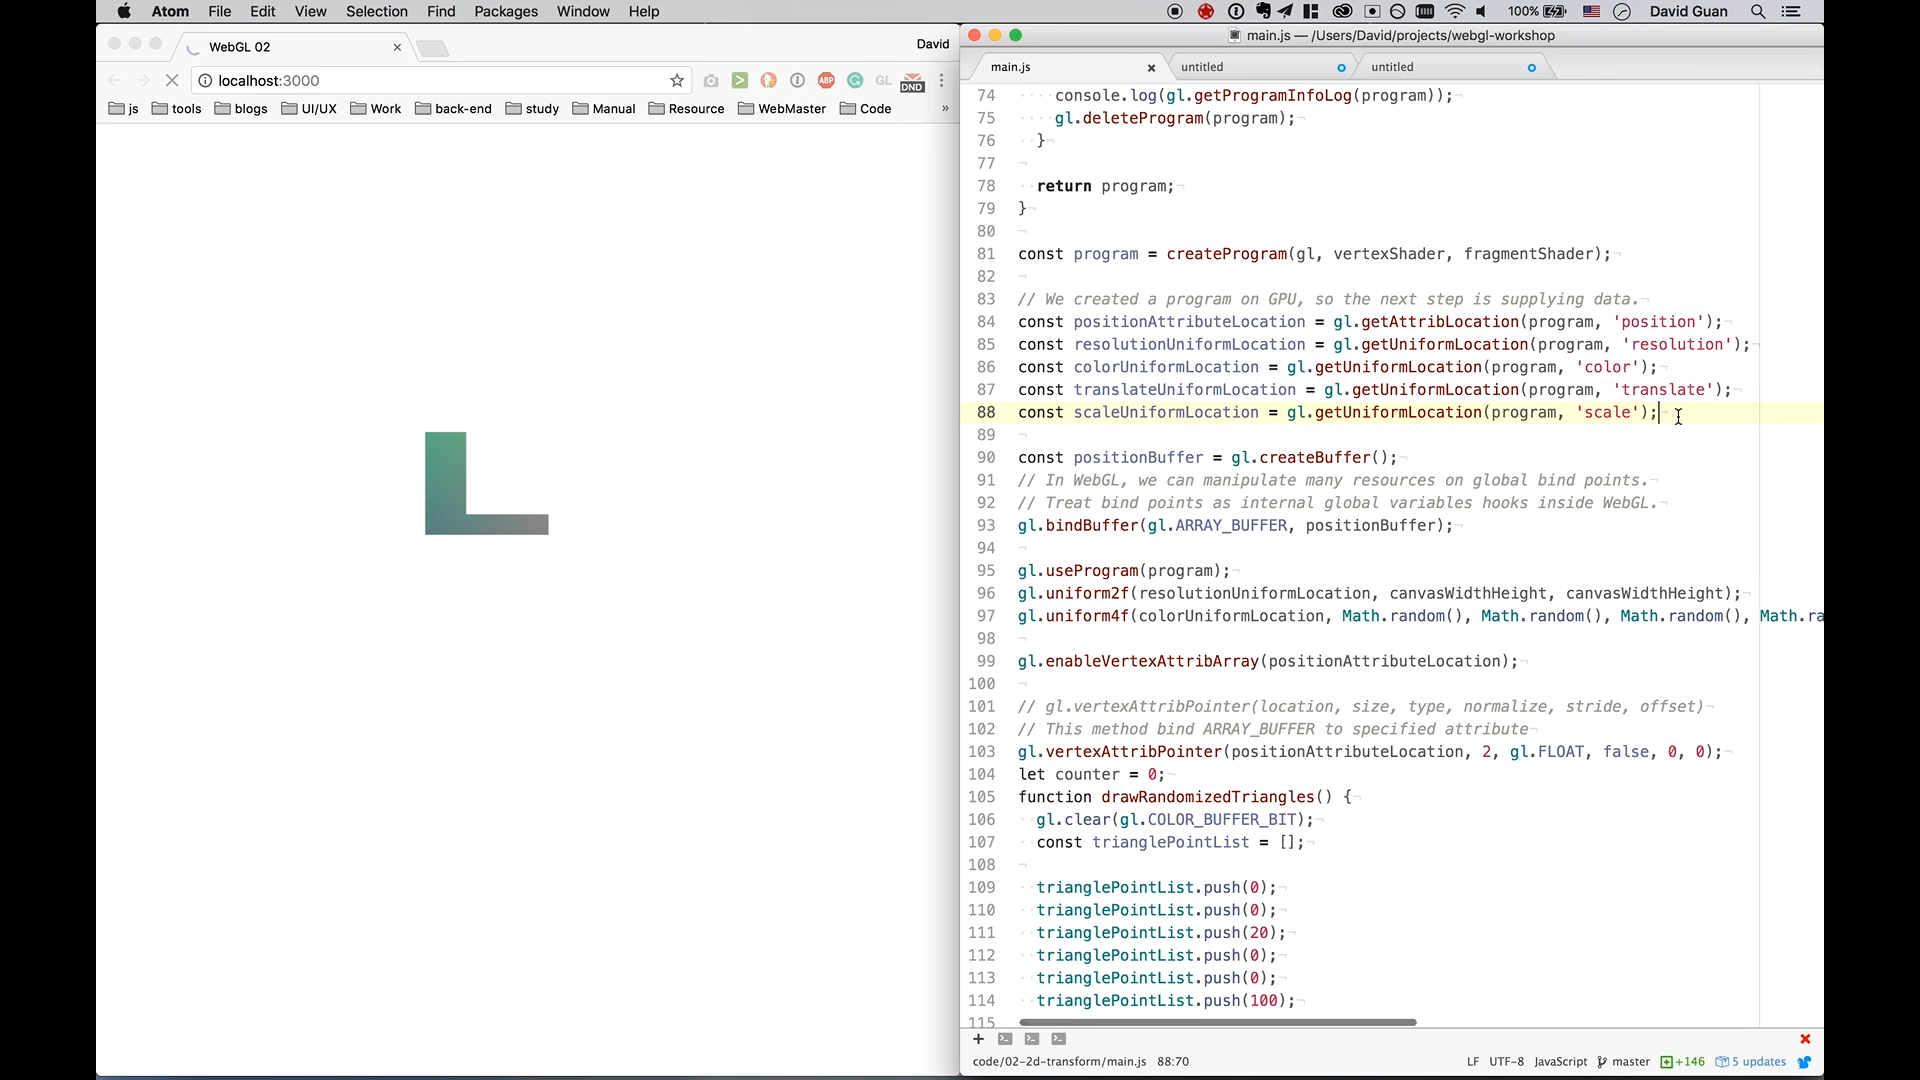 Atom File Edit View Selection Find Packages Window Help
100% David Guan
WebGL 02
David
localhost:3000
ABP GL DND
js tools blogs UI/UX Work back-end study Manual Resource WebMaster Code »
main.js — /Users/David/projects/webgl-workshop
main.js untitled untitled
74 console.log(gl.getProgramInfoLog(program));
75 gl.deleteProgram(program);
76 }
77
78 return program;
79 }
80
81 const program = createProgram(gl, vertexShader, fragmentShader);
82
83 // We created a program on GPU, so the next step is supplying data.
84 const positionAttributeLocation = gl.getAttribLocation(program, 'position');
85 const resolutionUniformLocation = gl.getUniformLocation(program, 'resolution');
86 const colorUniformLocation = gl.getUniformLocation(program, 'color');
87 const translateUniformLocation = gl.getUniformLocation(program, 'translate');
88 const scaleUniformLocation = gl.getUniformLocation(program, 'scale');
89
90 const positionBuffer = gl.createBuffer();
91 // In WebGL, we can manipulate many resources on global bind points.
92 // Treat bind points as internal global variables hooks inside WebGL.
93 gl.bindBuffer(gl.ARRAY_BUFFER, positionBuffer);
94
95 gl.useProgram(program);
96 gl.uniform2f(resolutionUniformLocation, canvasWidthHeight, canvasWidthHeight);
97 gl.uniform4f(colorUniformLocation, Math.random(), Math.random(), Math.random(), Math.ra
98
99 gl.enableVertexAttribArray(positionAttributeLocation);
100
101 // gl.vertexAttribPointer(location, size, type, normalize, stride, offset)
102 // This method bind ARRAY_BUFFER to specified attribute
103 gl.vertexAttribPointer(positionAttributeLocation, 2, gl.FLOAT, false, 0, 0);
104 let counter = 0;
105 function drawRandomizedTriangles() {
106 gl.clear(gl.COLOR_BUFFER_BIT);
107 const trianglePointList = [];
108
109 trianglePointList.push(0);
110 trianglePointList.push(0);
111 trianglePointList.push(20);
112 trianglePointList.push(0);
113 trianglePointList.push(0);
114 trianglePointList.push(100);
115
code/02-2d-transform/main.js 88:70 LF UTF-8 JavaScript master +146 5 updates